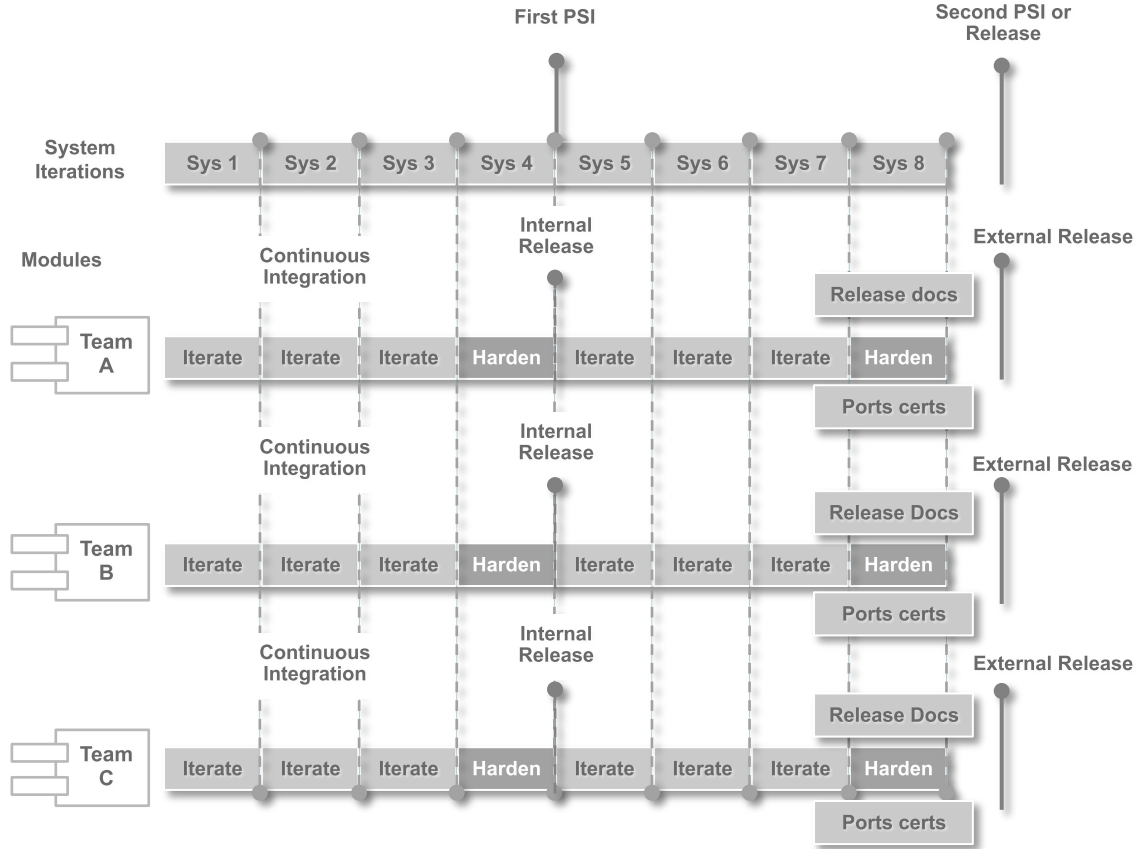 First PSI
Second PSI or
Release
System
Iterations
Sys 1
Sys 2
Sys 3
Sys 4
Sys 5
Sys 6
Sys 7
Sys 8
Modules
Continuous
Integration
Internal
Release
External Release
Release docs
Team
A
Iterate
Iterate
Iterate
Harden
Iterate
Iterate
Iterate
Harden
Ports certs
Continuous
Integration
Internal
Release
External Release
Release Docs
Team
B
Iterate
Iterate
Iterate
Harden
Iterate
Iterate
Iterate
Harden
Ports certs
Continuous
Integration
Internal
Release
External Release
Release Docs
Team
C
Iterate
Iterate
Iterate
Harden
Iterate
Iterate
Iterate
Harden
Ports certs